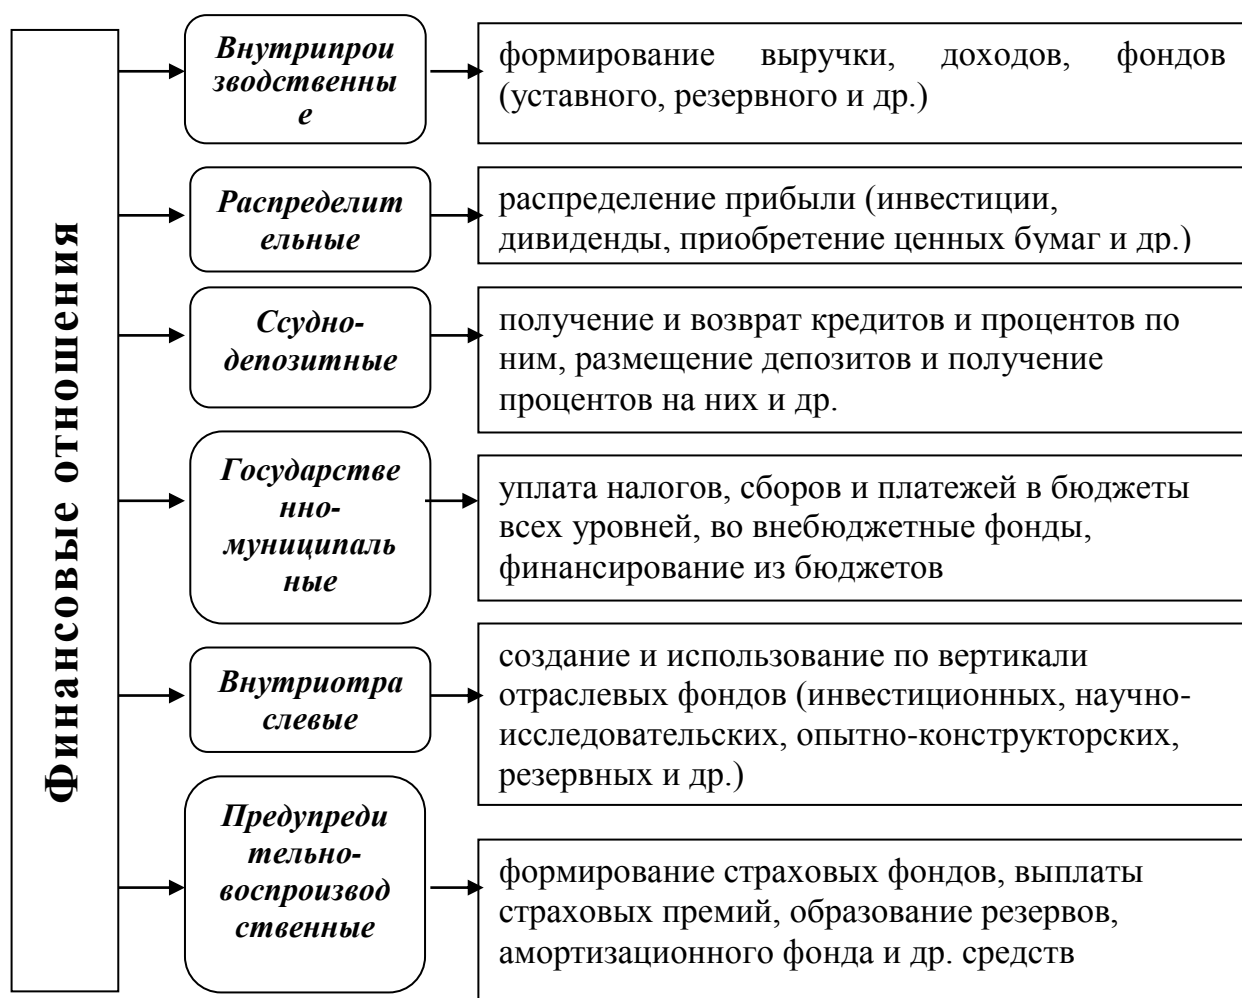 Финансовые отношения
Внутрипрои
зводственны
е
формирование выручки, доходов, фондов
(уставного, резервного и др.)
Распределит
ельные
распределение прибыли (инвестиции,
дивиденды, приобретение ценных бумаг и др.)
Ссудно-
депозитные
получение и возврат кредитов и процентов по
ним, размещение депозитов и получение
процентов на них и др.
Государстве
нно-
муниципаль
ные
уплата налогов, сборов и платежей в бюджеты
всех уровней, во внебюджетные фонды,
финансирование из бюджетов
Внутриотра
слевые
создание и использование по вертикали
отраслевых фондов (инвестиционных, научно-
исследовательских, опытно-конструкторских,
резервных и др.)
Предупреди
тельно-
воспроизвод
ственные
формирование страховых фондов, выплаты
страховых премий, образование резервов,
амортизационного фонда и др. средств